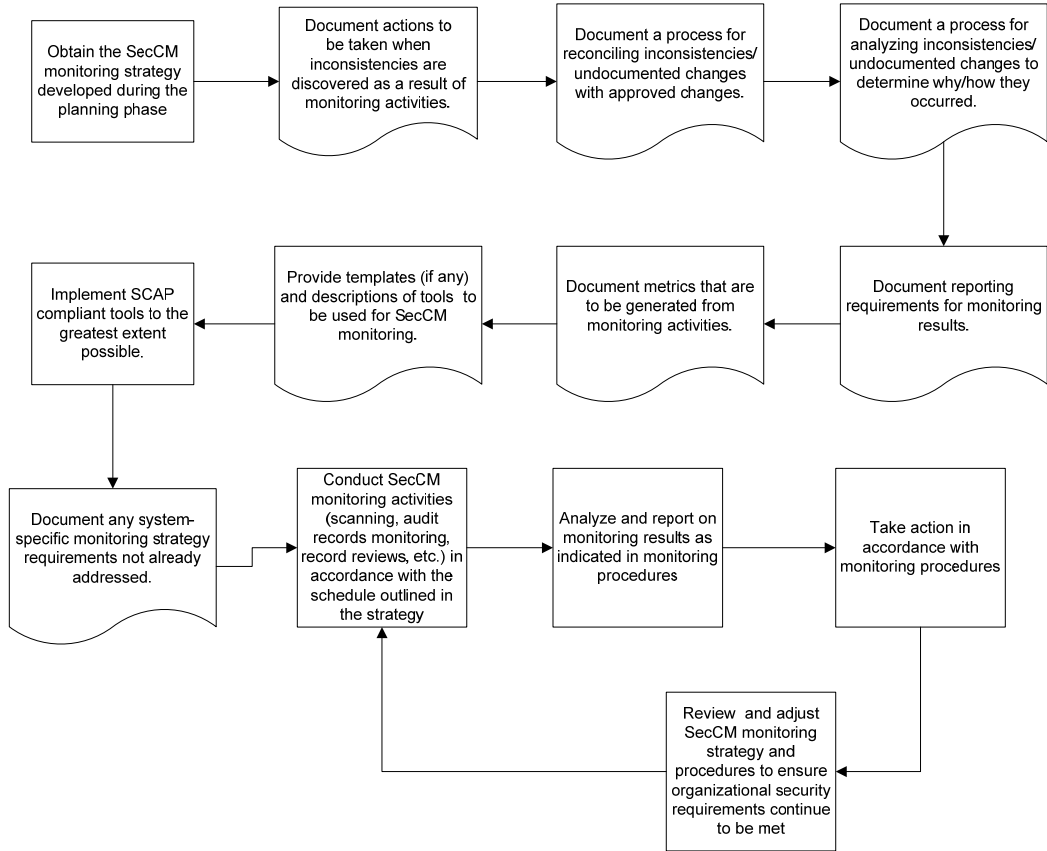 Obtain the SecCM
monitoring strategy
developed during the
planning phase
Document actions to
be taken when
inconsistencies are
discovered as a result of
monitoring activities.
Document a process for
reconciling inconsistencies/
undocumented changes
with approved changes.
Document a process for
analyzing inconsistencies/
undocumented changes to
determine why/how they
occurred.
Implement SCAP
compliant tools to the
greatest extent
possible.
Provide templates (if any)
and descriptions of tools to
be used for SecCM
monitoring.
Document metrics that are
to be generated from
monitoring activities.
Document reporting
requirements for monitoring
results.
Document any system-
specific monitoring strategy
requirements not already
addressed.
Conduct SecCM
monitoring activities
(scanning, audit
records monitoring,
record reviews, etc.) in
accordance with the
schedule outlined in
the strategy
Analyze and report on
monitoring results as
indicated in monitoring
procedures
Take action in
accordance with
monitoring procedures
Review and adjust
SecCM monitoring
strategy and
procedures to ensure
organizational security
requirements continue
to be met